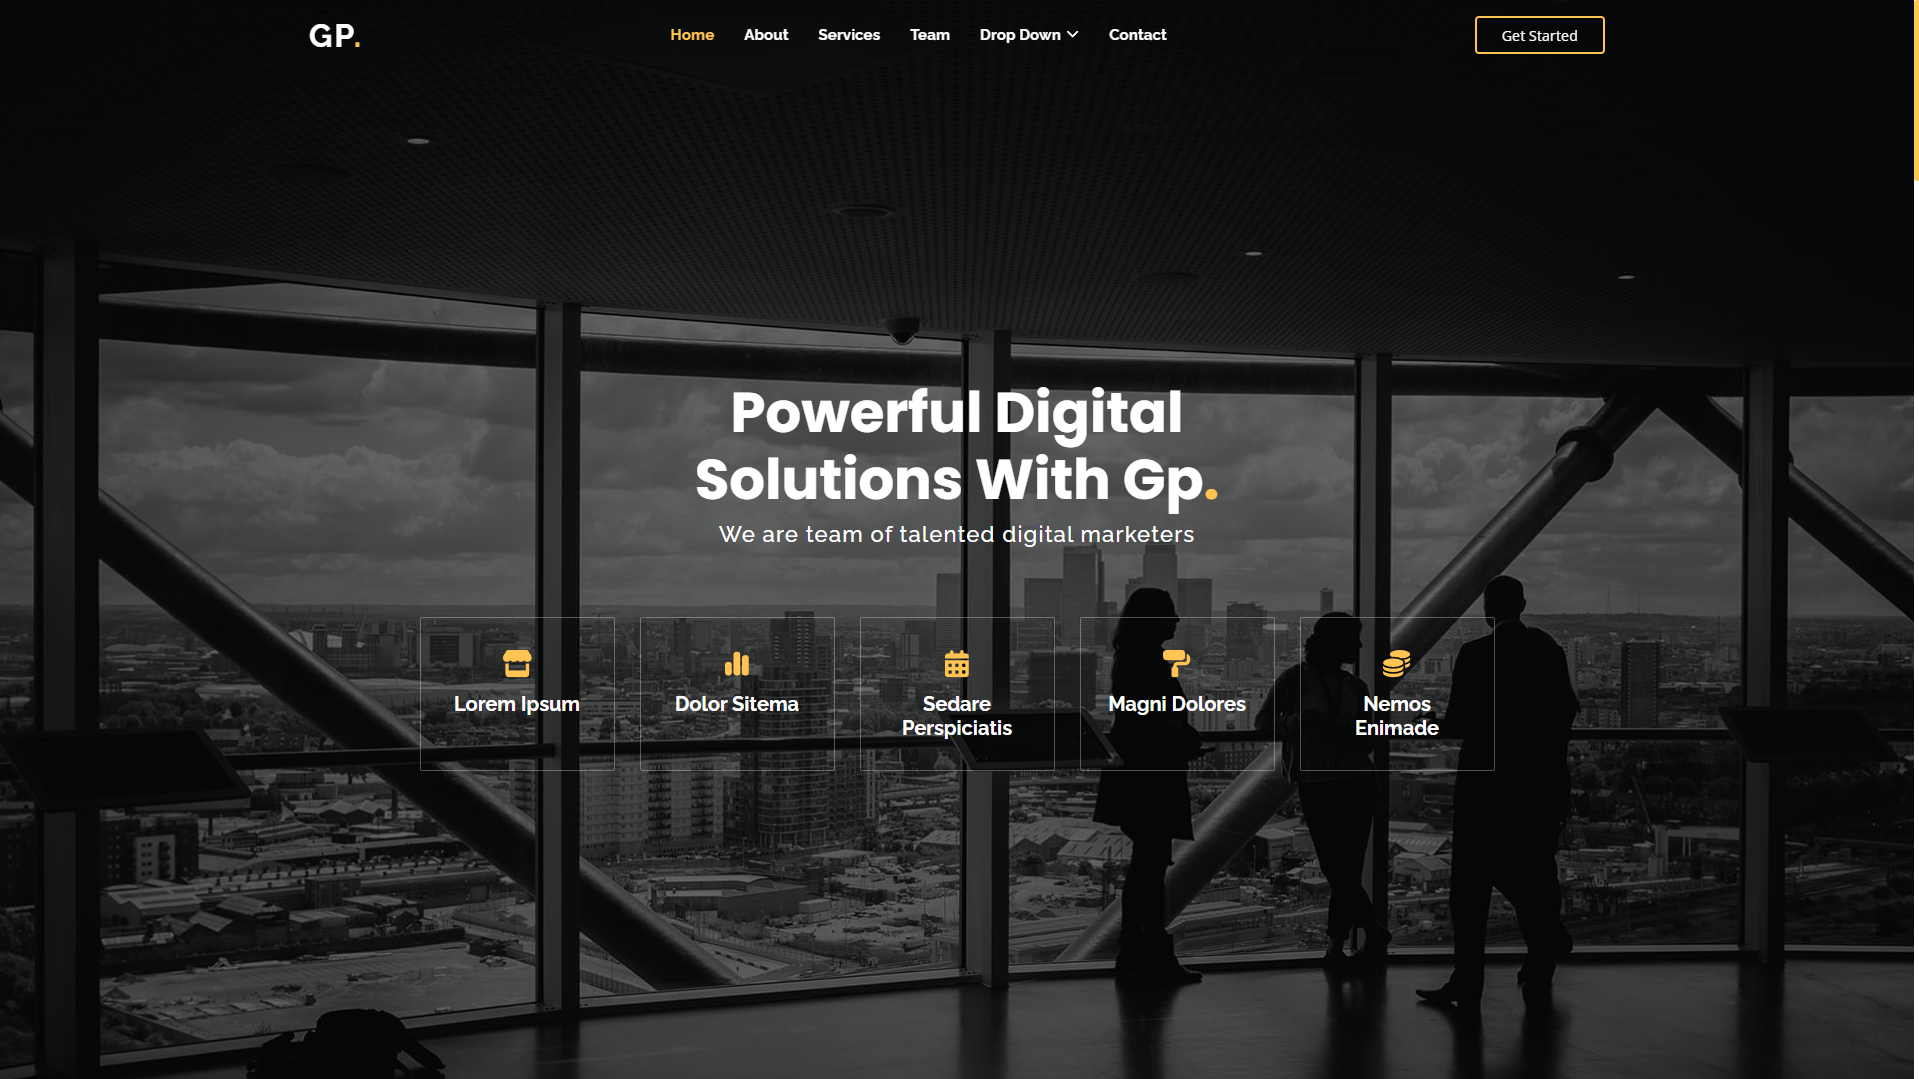 GP.
Home
About
Services
Team
Drop Down
Contact
Get Started
Powerful Digital
Solutions With Gp.
We are team of talented digital marketers
Lorem Ipsum
Dolor Sitema
Sedare
Perspiciatis
Magni Dolores
Nemos
Enimade